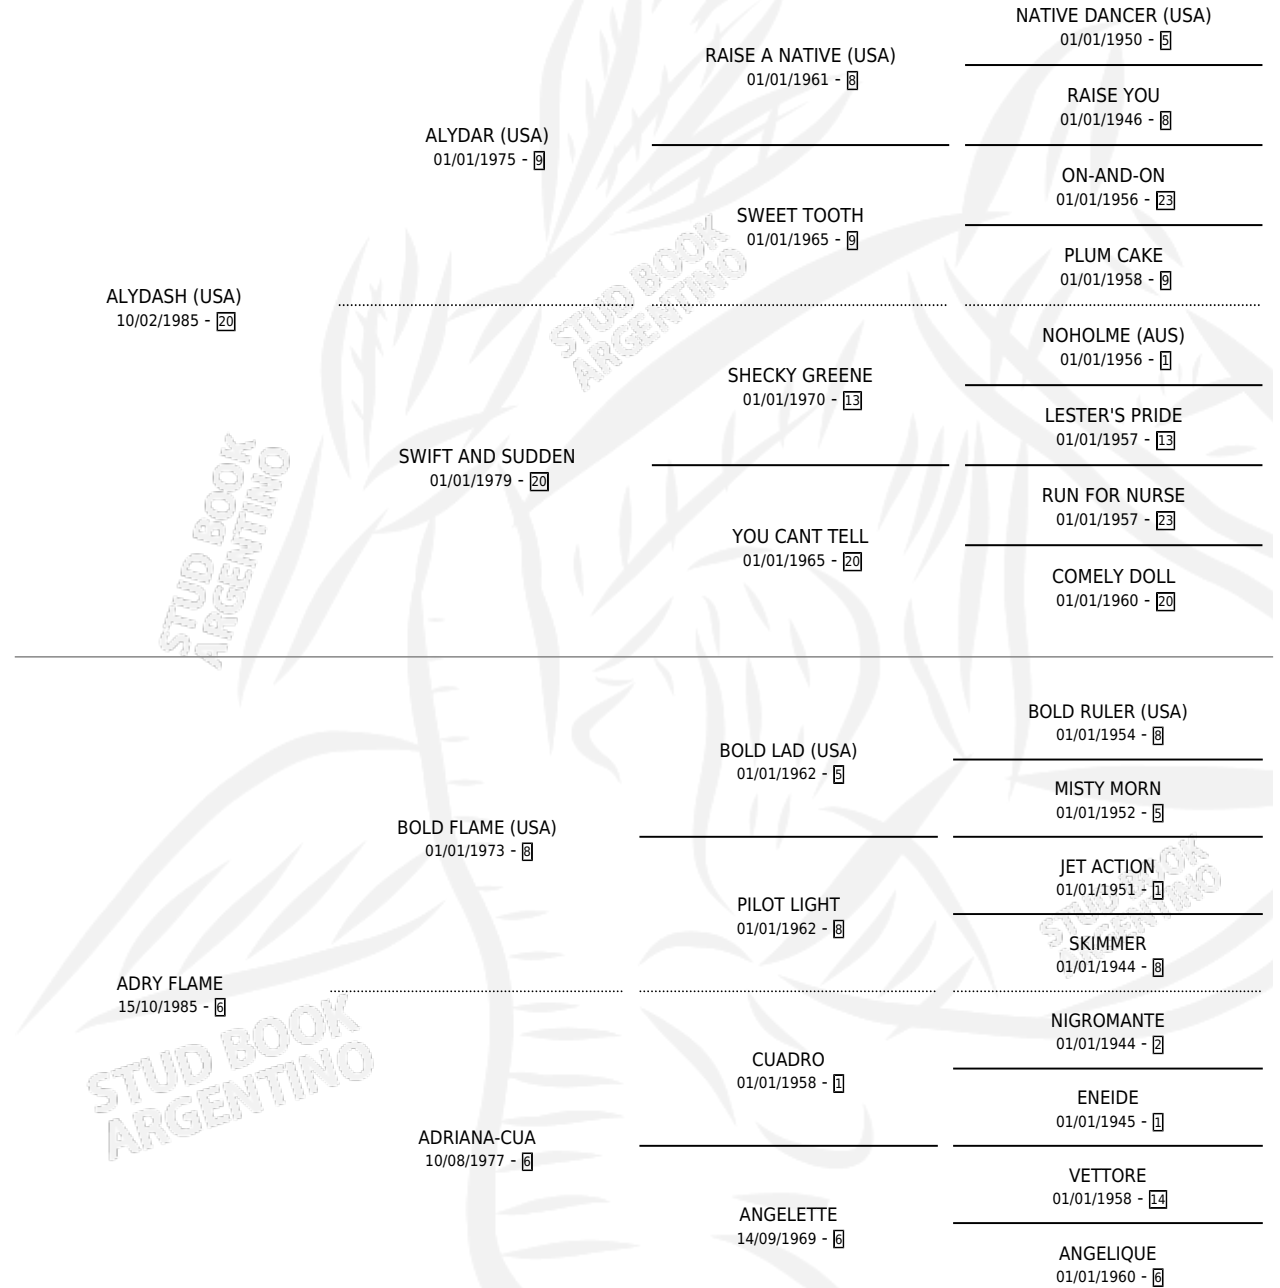 NATIVE DANCER (USA)
01/01/1950 - 5
RAISE A NATIVE (USA)
01/01/1961 - 8
RAISE YOU
01/01/1946 - 8
ALYDAR (USA)
01/01/1975 - 9
ON-AND-ON
01/01/1956 - 23
SWEET TOOTH
01/01/1965 - 9
PLUM CAKE
01/01/1958 - 9
ALYDASH (USA)
10/02/1985 - 20
STUD BOOK
ARGENTINO
NOHOLME (AUS)
01/01/1956 - 1
SHECKY GREENE
01/01/1970 - 13
LESTER'S PRIDE
01/01/1957 - 13
SWIFT AND SUDDEN
01/01/1979 - 20
RUN FOR NURSE
01/01/1957 - 23
YOU CANT TELL
01/01/1965 - 20
COMELY DOLL
01/01/1960 - 20
STUD BOOK
ARGENTINO
BOLD RULER (USA)
01/01/1954 - 8
BOLD LAD (USA)
01/01/1962 - 5
MISTY MORN
01/01/1952 - 5
BOLD FLAME (USA)
01/01/1973 - 8
JET ACTION
01/01/1951 - 1
PILOT LIGHT
01/01/1962 - 8
SKIMMER
01/01/1944 - 8
STUD BOOK
ARGENTINO
ADRY FLAME
15/10/1985 - 6
NIGROMANTE
01/01/1944 - 2
CUADRO
01/01/1958 - 1
ENEIDE
01/01/1945 - 1
STUD BOOK
ARGENTINO
ADRIANA-CUA
10/08/1977 - 6
VETTORE
01/01/1958 - 14
ANGELETTE
14/09/1969 - 6
ANGELIQUE
01/01/1960 - 6